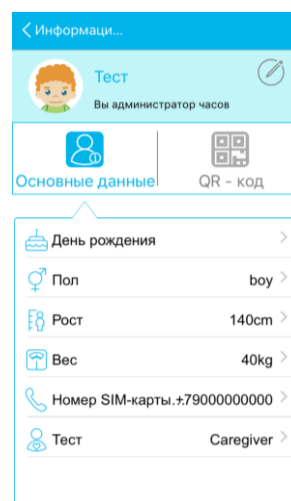 Информаци...
Тест
Вы администратор часов
Основные данные
QR - код
День рождения
Пол boy
Рост 140cm
Вес 40kg
Номер SIM-карты.+79000000000
Тест Caregiver